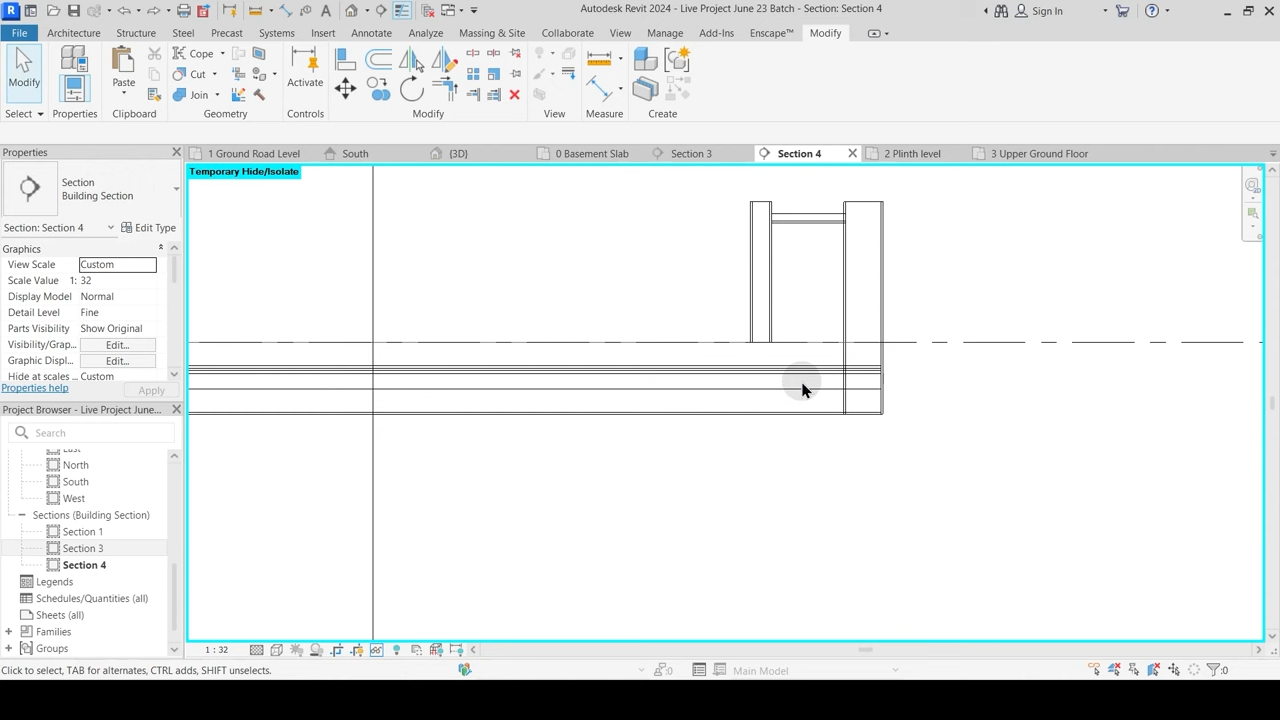 Autodesk Revit 2024 - Live Project June 23 Batch - Section: Section 4
Sign In
File Architecture Structure Steel Precast Systems Insert Annotate Analyze Massing & Site Collaborate View Manage Add-Ins Enscape™ Modify
Modify
Paste
Cope
Cut
Join
Activate
Select Properties Clipboard Geometry Controls Modify View Measure Create
Properties
1 Ground Road Level South {3D} 0 Basement Slab Section 3 Section 4 2 Plinth level 3 Upper Ground Floor
Temporary Hide/Isolate
Section
Building Section
Section: Section 4 Edit Type
Graphics
View Scale Custom
Scale Value 1: 32
Display Model Normal
Detail Level Fine
Parts Visibility Show Original
Visibility/Grap... Edit...
Graphic Displ... Edit...
Hide at scales ... Custom
Properties help Apply
Project Browser - Live Project June...
Search
East
North
South
West
Sections (Building Section)
Section 1
Section 3
Section 4
Legends
Schedules/Quantities (all)
Sheets (all)
Families
Groups
1 : 32
Click to select, TAB for alternates, CTRL adds, SHIFT unselects.
:0
Main Model
:0